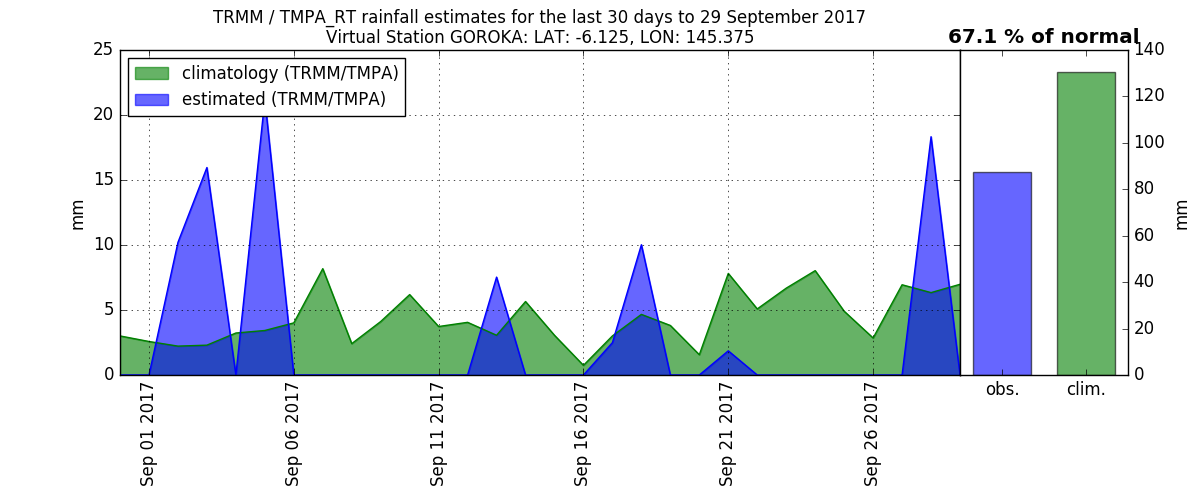 TRMM / TMPA_RT rainfall estimates for the last 30 days to 29 September 2017
Virtual Station GOROKA: LAT: -6.125, LON: 145.375
67.1 % of normal
climatology (TRMM/TMPA)
estimated (TRMM/TMPA)
25
20
15
10
5
0
mm
Sep 01 2017
Sep 06 2017
Sep 11 2017
Sep 16 2017
Sep 21 2017
Sep 26 2017
140
120
100
80
60
40
20
0
mm
obs.
clim.